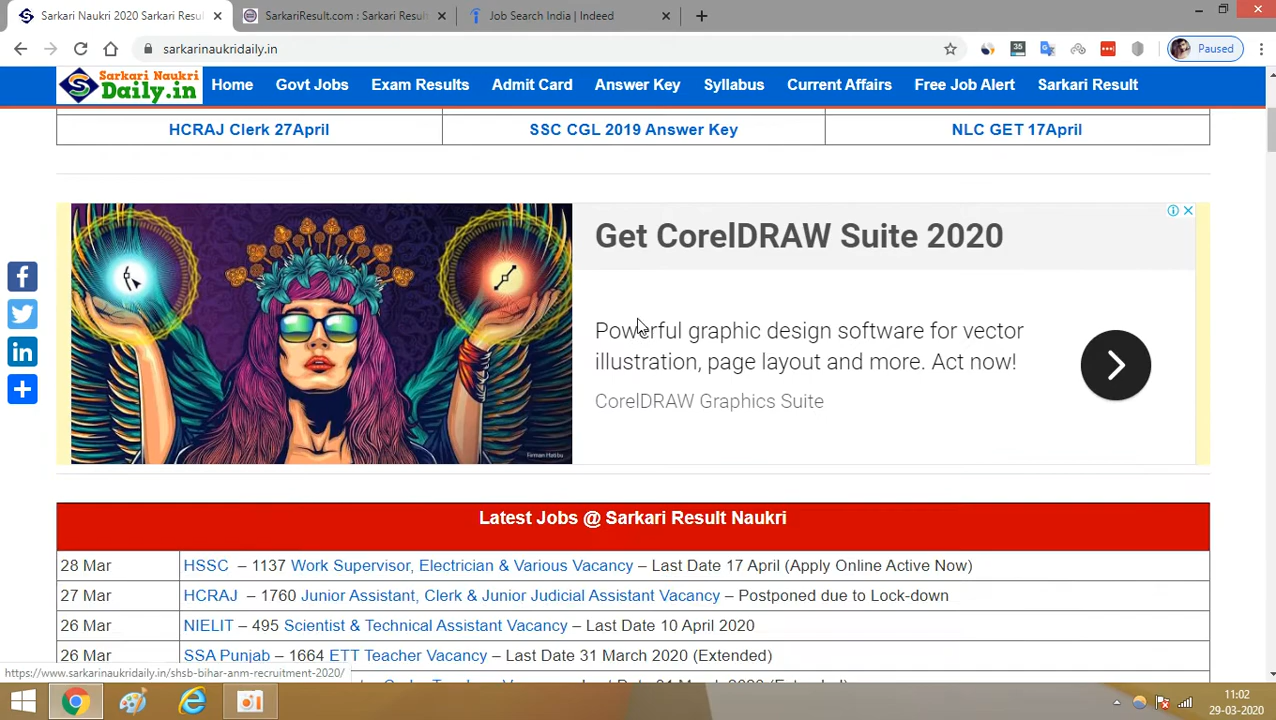 Sarkari Naukri 2020 Sarkari Resul
SarkariResult.com : Sarkari Result
Job Search India | Indeed
sarkarinaukridaily.in
35
Paused
Sarkari Naukri
Daily.in
Home
Govt Jobs
Exam Results
Admit Card
Answer Key
Syllabus
Current Affairs
Free Job Alert
Sarkari Result
HCRAJ Clerk 27April
SSC CGL 2019 Answer Key
NLC GET 17April
Get CorelDRAW Suite 2020
Powerful graphic design software for vector
illustration, page layout and more. Act now!
CorelDRAW Graphics Suite
Latest Jobs @ Sarkari Result Naukri
28 Mar HSSC – 1137 Work Supervisor, Electrician & Various Vacancy – Last Date 17 April (Apply Online Active Now)
27 Mar HCRAJ – 1760 Junior Assistant, Clerk & Junior Judicial Assistant Vacancy – Postponed due to Lock-down
26 Mar NIELIT – 495 Scientist & Technical Assistant Vacancy – Last Date 10 April 2020
26 Mar SSA Punjab – 1664 ETT Teacher Vacancy – Last Date 31 March 2020 (Extended)
https://www.sarkarinaukridaily.in/shsb-bihar-anm-recruitment-2020/
11:02
29-03-2020